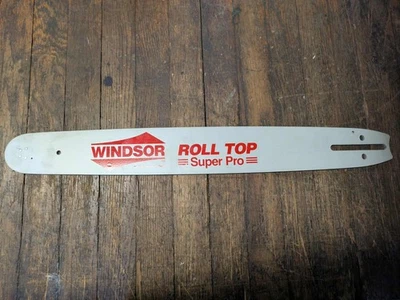 WINDSOR
ROLL TOP
Super Pro